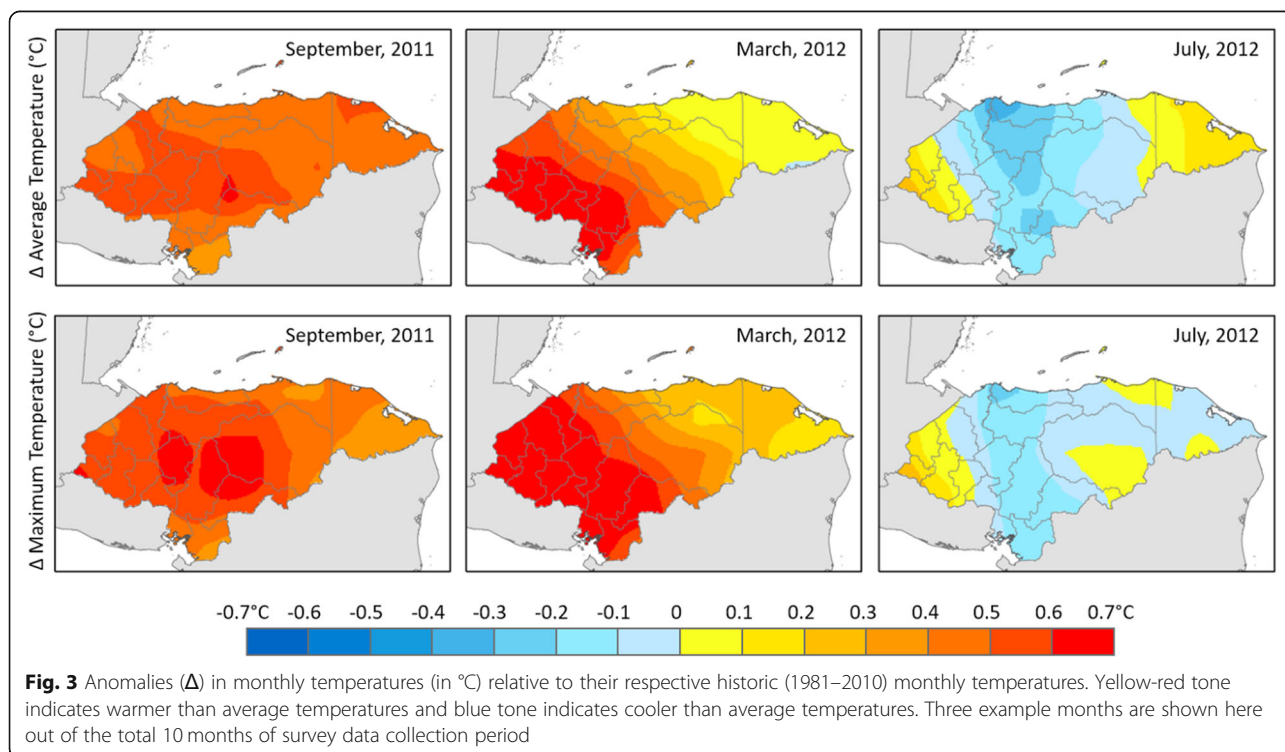 Δ Average Temperature (°C)
September, 2011
March, 2012
July, 2012
Δ Maximum Temperature (°C)
September, 2011
March, 2012
July, 2012
-0.7°C -0.6 -0.5 -0.4 -0.3 -0.2 -0.1 0 0.1 0.2 0.3 0.4 0.5 0.6 0.7°C
Fig. 3 Anomalies (Δ) in monthly temperatures (in °C) relative to their respective historic (1981–2010) monthly temperatures. Yellow-red tone
indicates warmer than average temperatures and blue tone indicates cooler than average temperatures. Three example months are shown here
out of the total 10 months of survey data collection period